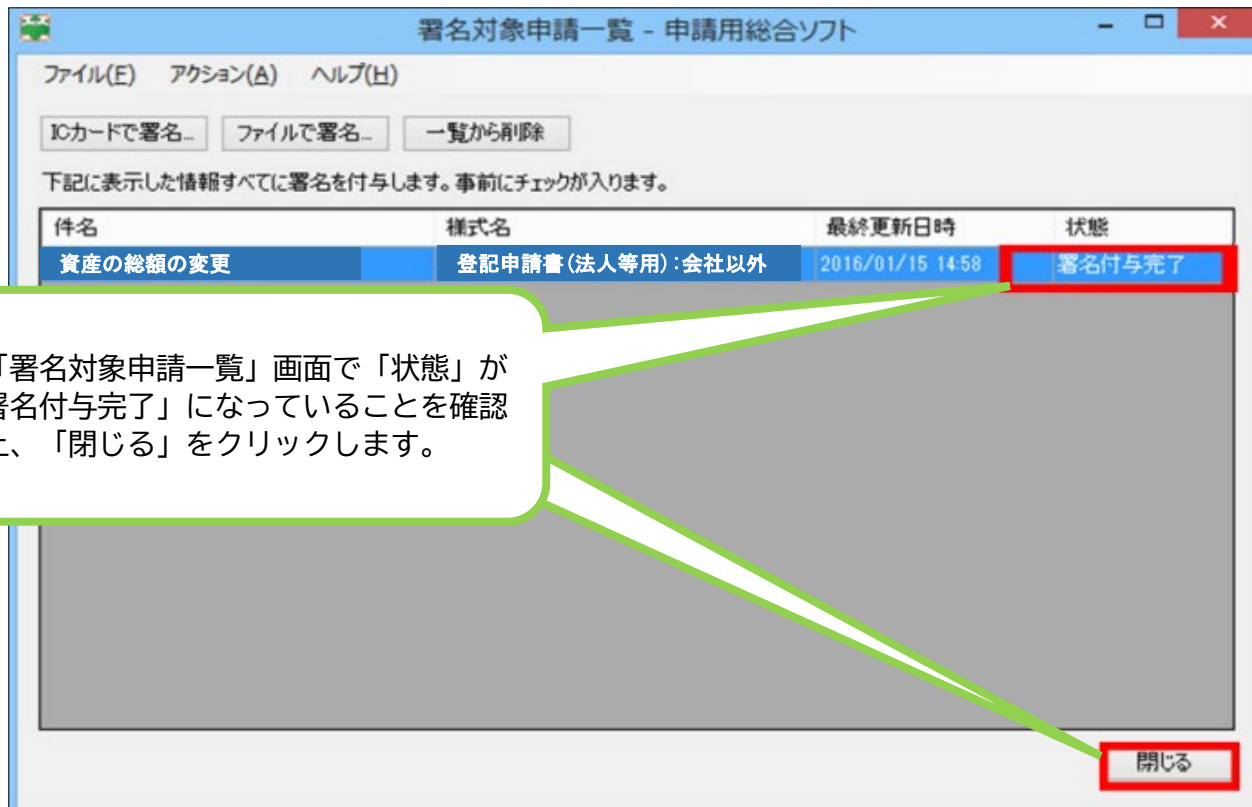 署名対象申請一覧 - 申請用総合ソフト
ファイル(F) アクション(A) ヘルプ(H)
ICカードで署名... ファイルで署名... 一覧から削除
下記に表示した情報すべてに署名を付与します。事前にチェックが入ります。
件名 様式名 最終更新日時 状態
資産の総額の変更 登記申請書(法人等用):会社以外 2016/01/15 14:58 署名付与完了
「署名対象申請一覧」画面で「状態」が
署名付与完了」になっていることを確認
上、「閉じる」をクリックします。
閉じる